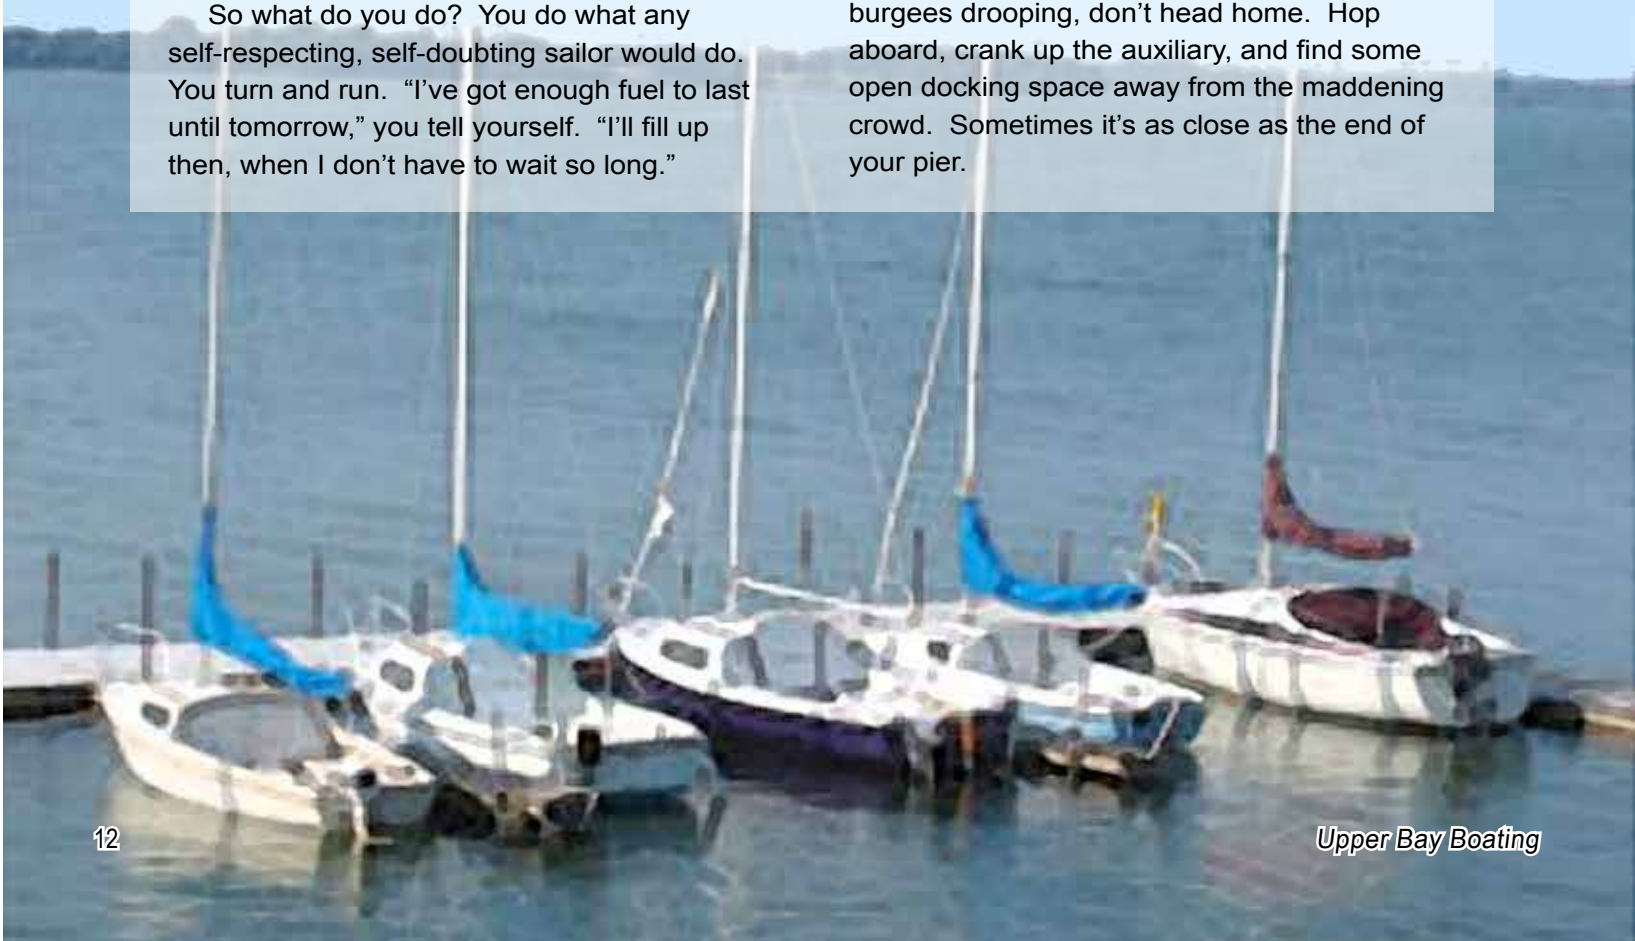 So what do you do?  You do what any
self-respecting, self-doubting sailor would do.
You turn and run.  “I’ve got enough fuel to last
until tomorrow,” you tell yourself.  “I’ll fill up
then, when I don’t have to wait so long.”
burgees drooping, don’t head home.  Hop
aboard, crank up the auxiliary, and find some
open docking space away from the maddening
crowd.  Sometimes it’s as close as the end of
your pier.
12
Upper Bay Boating